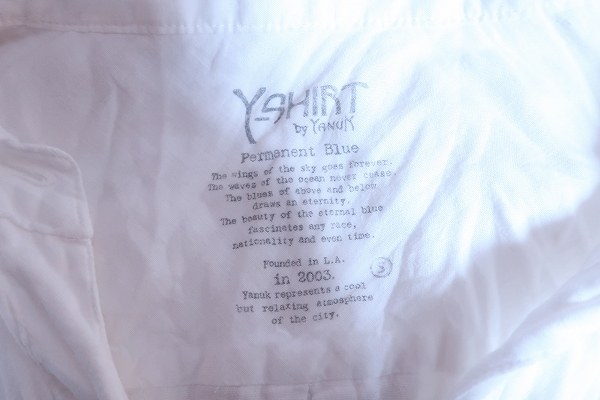 Y-SHIRT
by YANUK
Permanent Blue
The wings of the sky goes forever.
The waves of the ocean never cease.
The blues of above and below
draws an eternity.
The beauty of the eternal blue
fascinates any race,
nationality and even time.
Founded in L.A.
in 2003.
S
Yanuk represents a cool
but relaxing atmosphere
of the city.